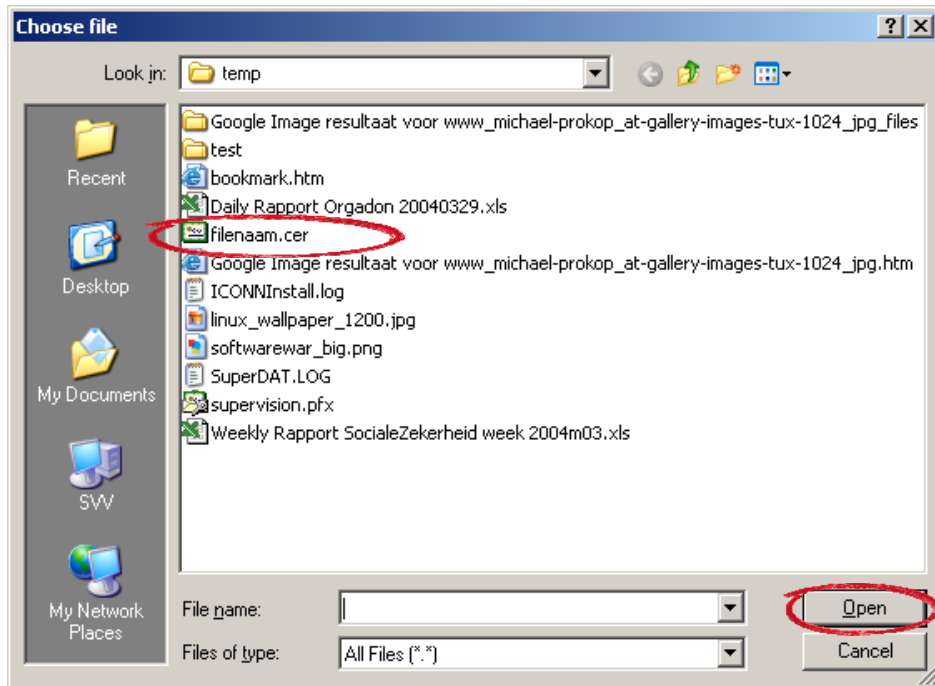 Choose file
Look in: temp
Recent
Desktop
My Documents
SVV
My Network
Places
Google Image resultaat voor www_michael-prokop_at-gallery-images-tux-1024_jpg_files
test
bookmark.htm
Daily Rapport Orgadon 20040329.xls
filenaam.cer
Google Image resultaat voor www_michael-prokop_at-gallery-images-tux-1024_jpg.htm
ICONNInstall.log
linux_wallpaper_1200.jpg
softwarewar_big.png
SuperDAT.LOG
supervision.pfx
Weekly Rapport SocialeZekerheid week 2004m03.xls
File name:
Open
Files of type: All Files (*.*)
Cancel